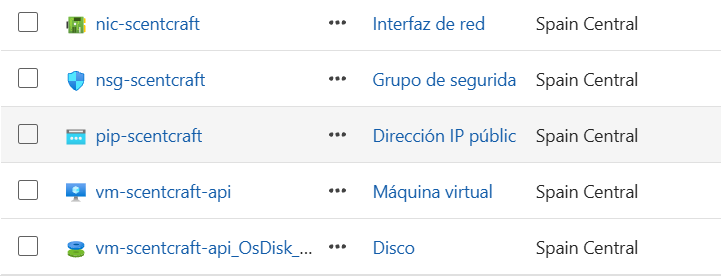 nic-scentcraft ••• Interfaz de red Spain Central
nsg-scentcraft ••• Grupo de segurida Spain Central
pip-scentcraft ••• Dirección IP públic Spain Central
vm-scentcraft-api ••• Máquina virtual Spain Central
vm-scentcraft-api_OsDisk_... ••• Disco Spain Central